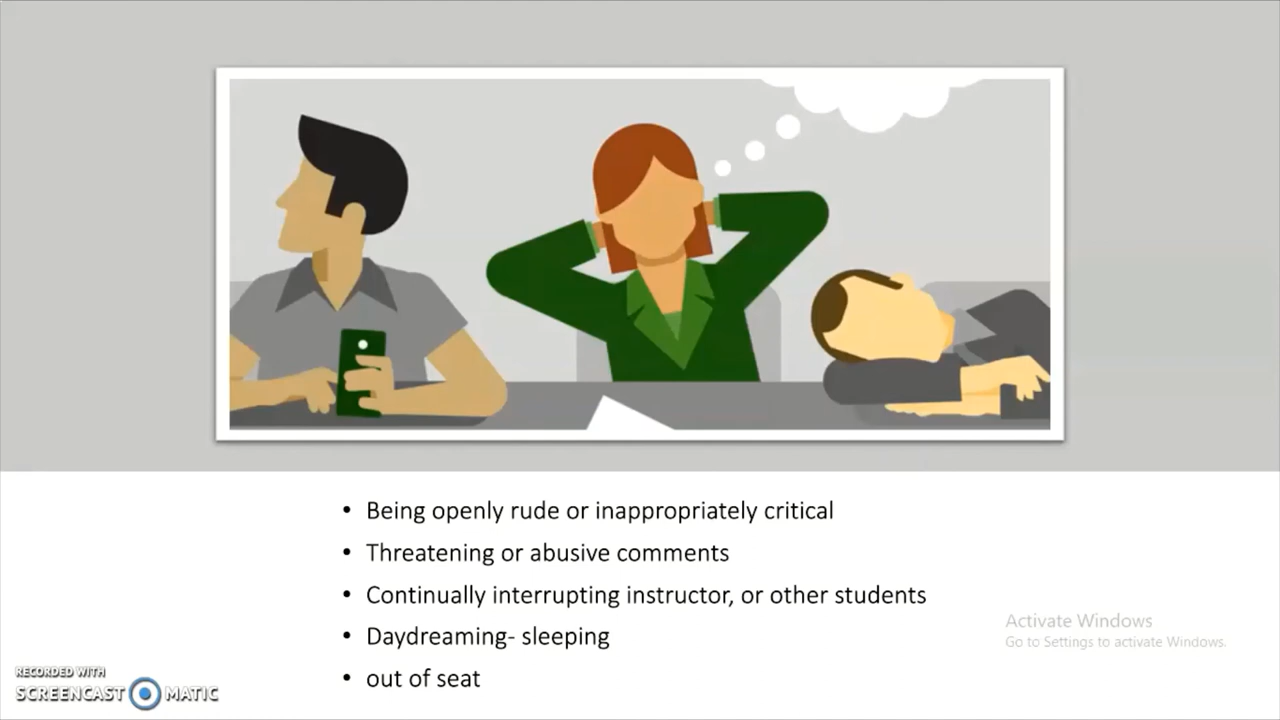 • Being openly rude or inappropriately critical
• Threatening or abusive comments
• Continually interrupting instructor, or other students
• Daydreaming- sleeping
• out of seat
Activate Windows
Go to Settings to activate Windows.
RECORDED WITH
SCREENCAST MATIC